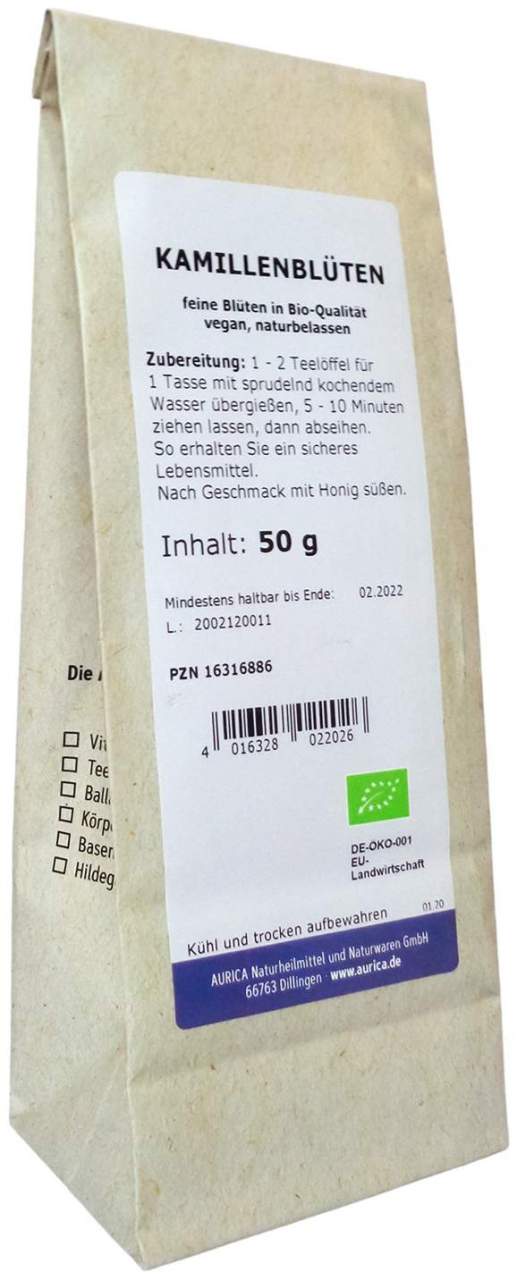 KAMILLENBLÜTEN
feine Blüten in Bio-Qualität
vegan, naturbelassen
Zubereitung: 1 - 2 Teelöffel für
1 Tasse mit sprudelnd kochendem
Wasser übergießen, 5 - 10 Minuten
ziehen lassen, dann abseihen.
So erhalten Sie ein sicheres
Lebensmittel.
Nach Geschmack mit Honig süßen.
Inhalt: 50 g
Mindestens haltbar bis Ende: 02.2022
L.: 2002120011
PZN 16316886
4 016328 022026
DE-ÖKO-001
EU-
Landwirtschaft
Kühl und trocken aufbewahren 01.20
AURICA Naturheilmittel und Naturwaren GmbH
66763 Dillingen · www.aurica.de
Die
Tee
Körp
Baser
Hildeg